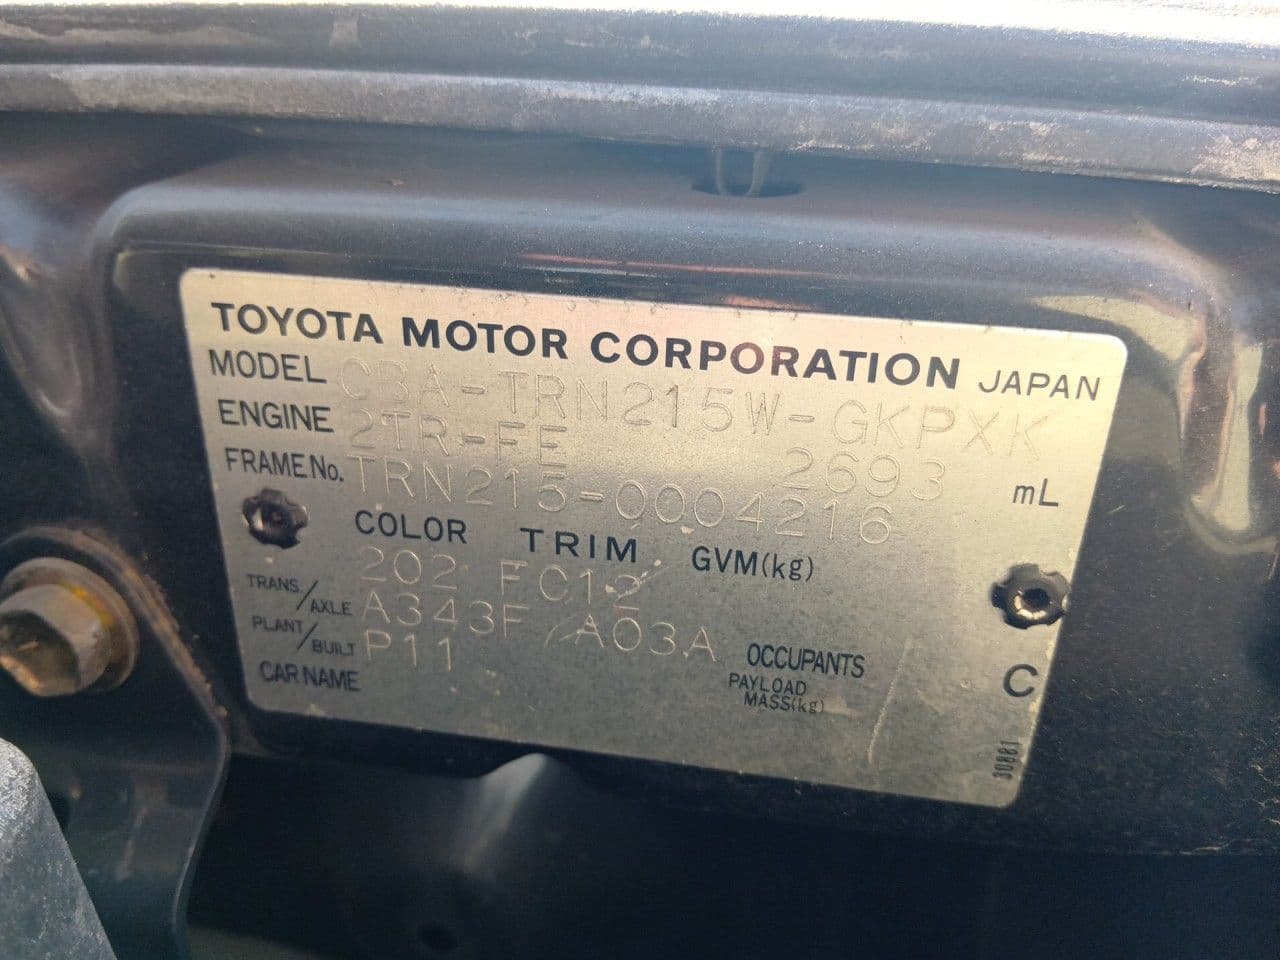 TOYOTA MOTOR CORPORATION JAPAN
MODEL CBA-TRN215W-GKPXK
ENGINE 2TR-FE 2693 mL
FRAME No. TRN215-0004216
COLOR TRIM GVM(kg)
202 FC12
TRANS/AXLE A343F /A03A
PLANT/BUILT P11
OCCUPANTS
CAR NAME
PAYLOAD MASS(kg)
C
30881